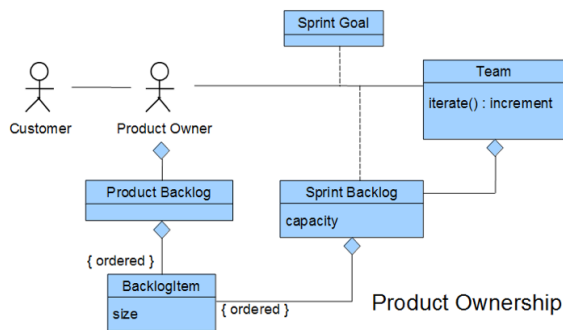 Sprint Goal
Team
iterate() : increment
Customer
Product Owner
Product Backlog
Sprint Backlog
capacity
{ ordered }
BacklogItem
size
{ ordered }
Product Ownership